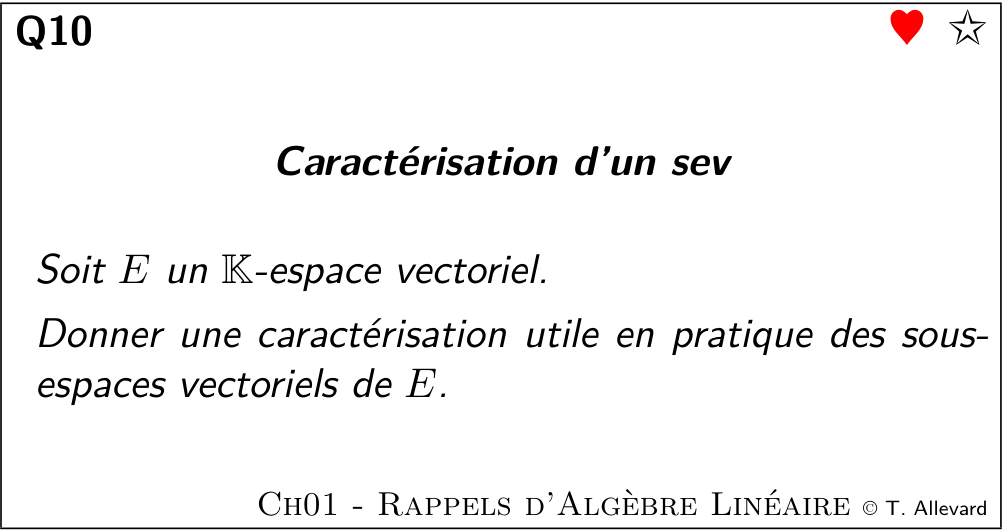 Q10
Caractérisation d'un sev
Soit E un 𝕂-espace vectoriel.
Donner une caractérisation utile en pratique des sous-
espaces vectoriels de E.
Ch01 - Rappels d'Algèbre Linéaire © T. Allevard